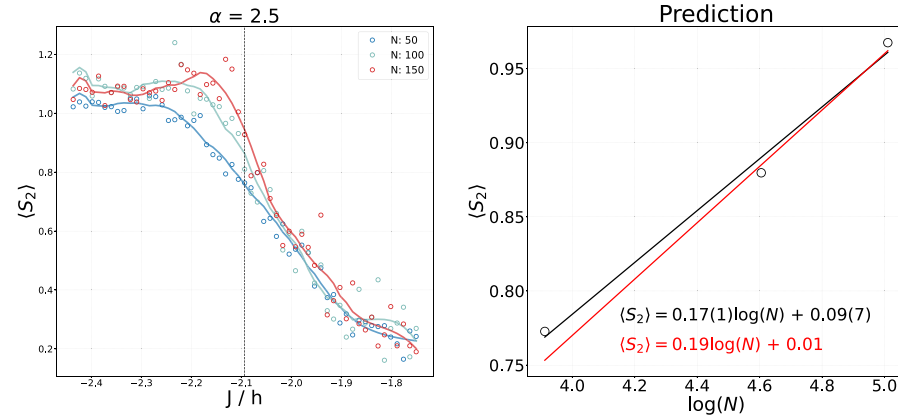 α = 2.5
N: 50
N: 100
N: 150
⟨S₂⟩
1.2
1.0
0.8
0.6
0.4
0.2
−2.4
−2.3
−2.2
−2.1
−2.0
−1.9
−1.8
J / h
Prediction
⟨S₂⟩
0.95
0.90
0.85
0.80
0.75
⟨S₂⟩ = 0.17(1)log(N) + 0.09(7)
⟨S₂⟩ = 0.19log(N) + 0.01
4.0
4.2
4.4
4.6
4.8
5.0
log(N)